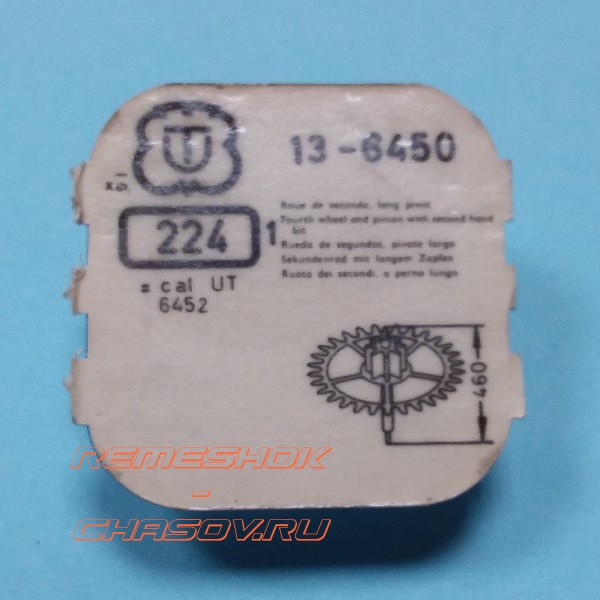 UT
13-6450
224 1
= cal UT
6452
Roue de seconde, long pivot
Fourth wheel and pinion with second hand
bit
Rueda de segundos, pivote largo
Sekundenrad mit langem Zapfen
Ruota dei secondi, a perno lungo
460
REMESHOK
-
CHASOV.RU